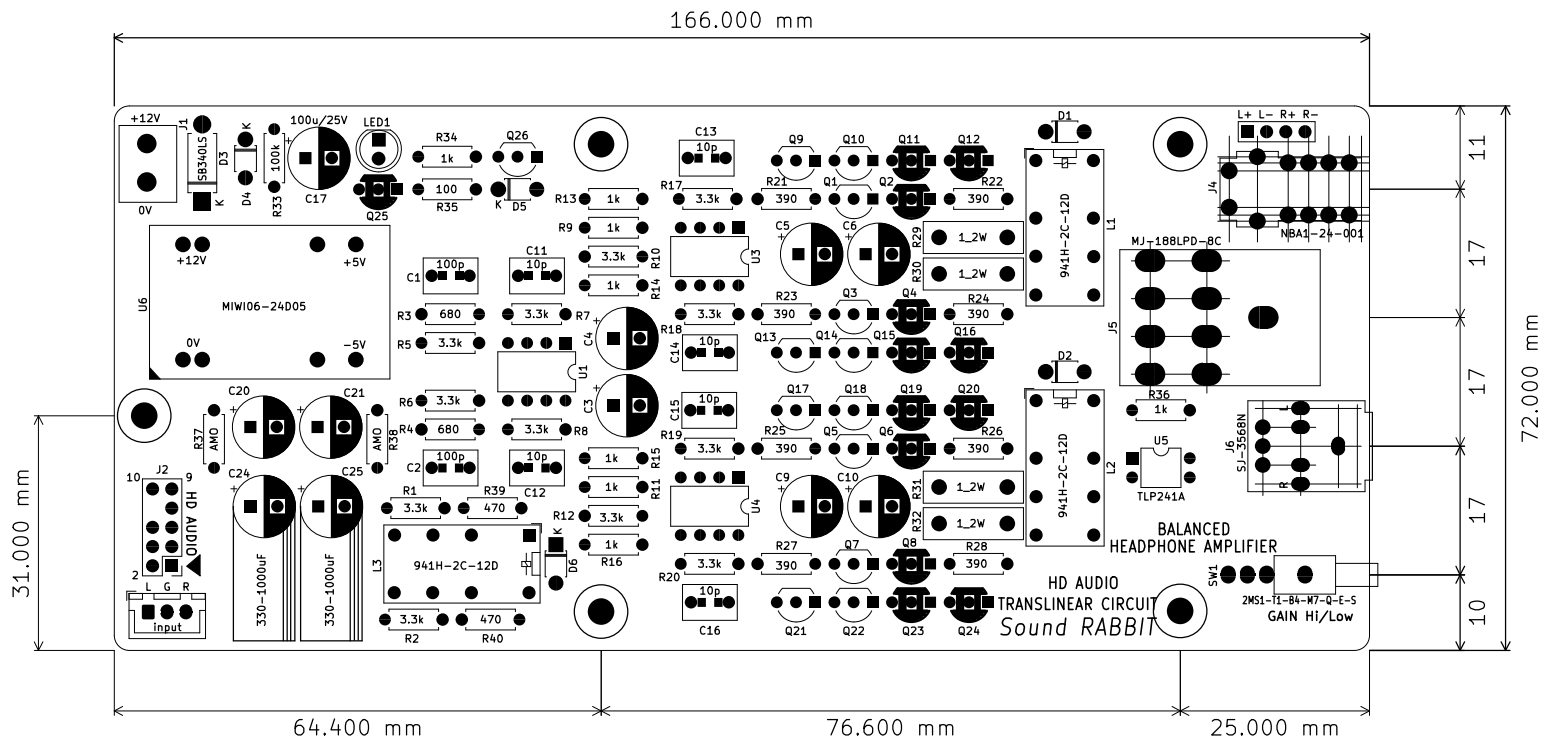 166.000 mm
+12V
0V
J1
SB340LS
K
D3
K
D4
100k
R33
100u/25V
+
C17
LED1
Q25
R34
1k
100
R35
Q26
K
D5
C13
10p
Q9
Q10
Q11
Q12
D1
L+ L- R+ R-
J4
NBA1-24-001
11
R13
1k
R17
3.3k
R21
390
Q1
Q2
R22
390
941H-2C-12D
L1
R9
1k
R10
3.3k
R14
1k
U3
C5
+
C6
+
R29
1_2W
R30
1_2W
MJ-188LPD-8C
J5
17
+12V
+5V
U6
MIWI06-24D05
0V
-5V
C1
100p
C11
10p
R3
680
3.3k
R7
R5
3.3k
C4
+
R18
3.3k
C14
10p
R23
390
Q3
Q4
R24
390
Q13
Q14
Q15
Q16
D2
U1
C3
+
17
72.000 mm
C20
+
C21
+
R37
AMO
R38
AMO
R6
3.3k
R4
680
3.3k
R8
C2
100p
10p
C12
C15
10p
Q17
Q18
Q19
Q20
R19
3.3k
R25
390
Q5
Q6
R26
390
941H-2C-12D
L2
R36
1k
U5
TLP241A
J6
SJ-3568N
L
R
J2
10
9
2
HD AUDIO
C24
+
C25
+
330-1000uF
330-1000uF
L G R
input
R1
3.3k
R39
470
L3
941H-2C-12D
K
D6
3.3k
R2
470
R40
R15
1k
R11
1k
R12
3.3k
1k
R16
U4
C9
+
C10
+
R31
1_2W
R32
1_2W
17
BALANCED
HEADPHONE AMPLIFIER
R20
3.3k
R27
390
Q7
Q8
R28
390
10p
C16
Q21
Q22
Q23
Q24
HD AUDIO
TRANSLINEAR CIRCUIT
Sound RABBIT
SW1
2MS1-T1-B4-M7-Q-E-S
GAIN Hi/Low
10
31.000 mm
64.400 mm
76.600 mm
25.000 mm